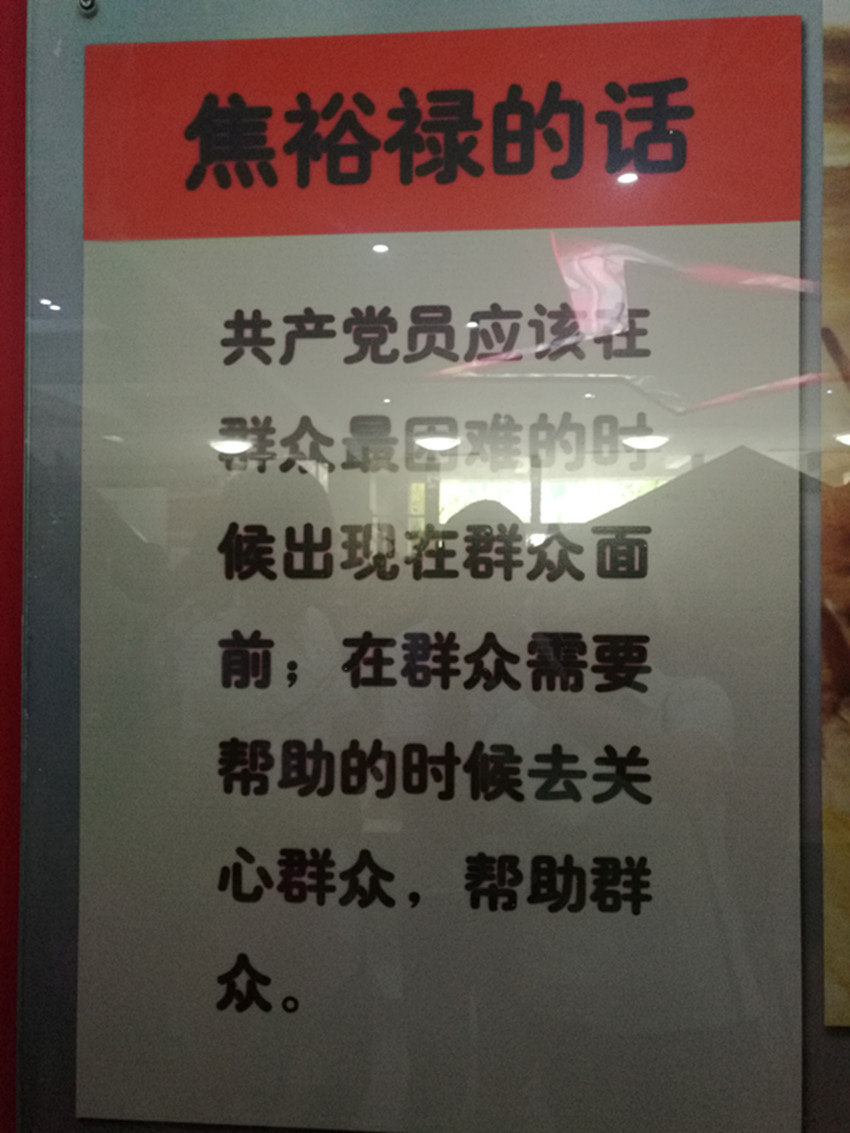 焦裕禄的话
共产党员应该在
群众最困难的时
候出现在群众面
前；在群众需要
帮助的时候去关
心群众，帮助群
众。